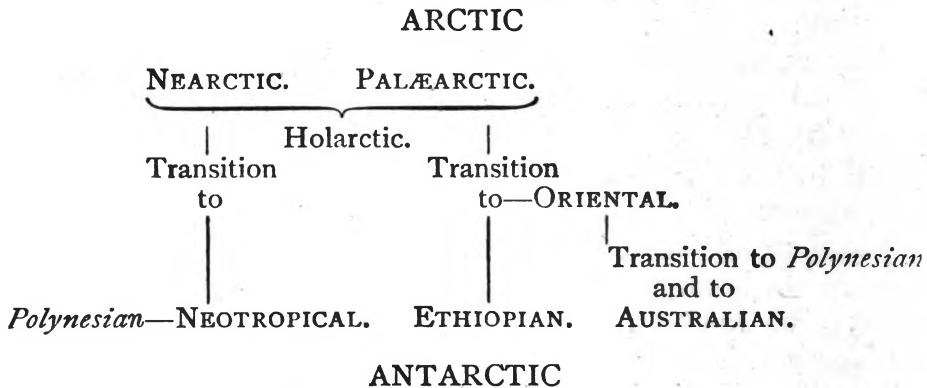 ARCTIC
NEARCTIC. PALÆARCTIC.
Holarctic.
Transition Transition
to to—ORIENTAL.
Transition to Polynesian
and to
Polynesian—NEOTROPICAL. ETHIOPIAN. AUSTRALIAN.
ANTARCTIC